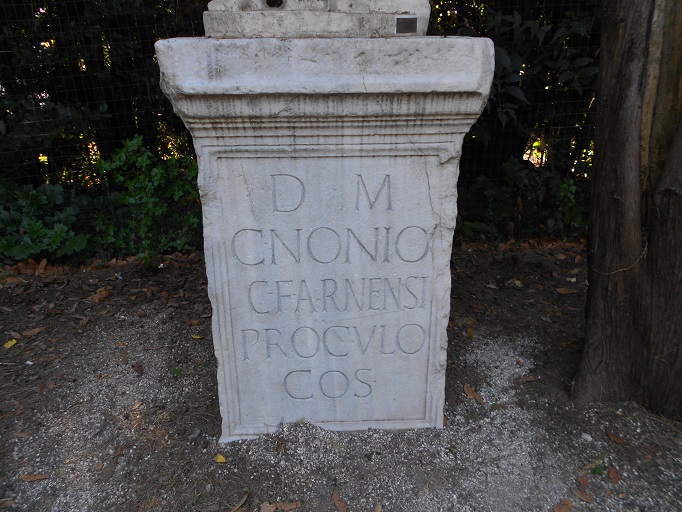 D M
C·NONIO
C·F·ARNENSI
PROCVLO
COS